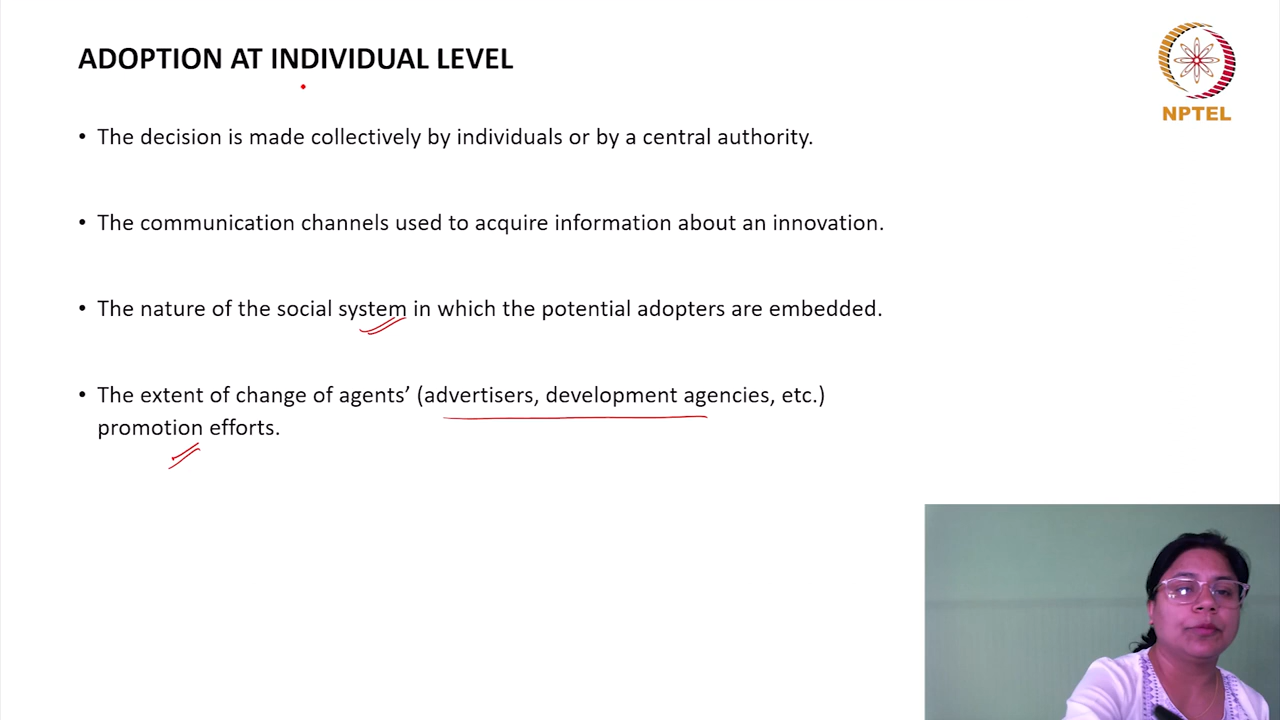 ADOPTION AT INDIVIDUAL LEVEL
NPTEL
• The decision is made collectively by individuals or by a central authority.
• The communication channels used to acquire information about an innovation.
• The nature of the social system in which the potential adopters are embedded.
• The extent of change of agents’ (advertisers, development agencies, etc.)
promotion efforts.